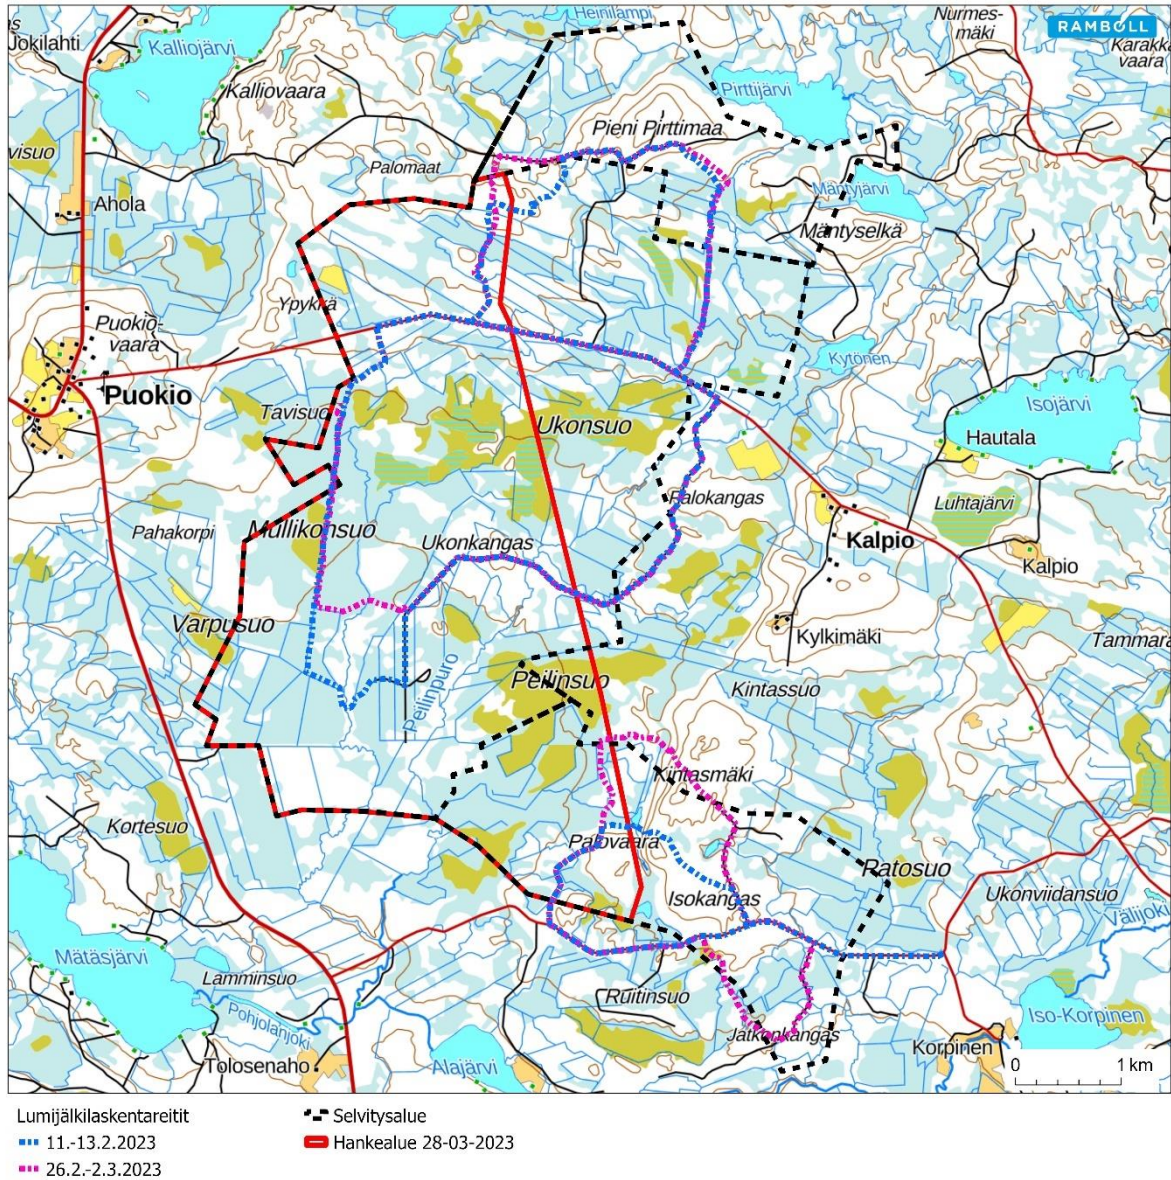 Heinilampi
Nurmes-
mäki
RAMBOLL
Jokilahti
Kalliojärvi
Karakka
vaara
Kalliovaara
Pirttijärvi
Pieni Pirttimaa
visuo
Palomaat
Mäntyjärvi
Ahola
Mäntyselkä
Ypykkä
Puokio-
vaara
Kytönen
Puokio
Isojärvi
Tavisuo
Ukonsuo
Hautala
Palokangas
Luhtajärvi
Pahakorpi
Mullikonsuo
Ukonkangas
Kalpio
Kalpio
Varpusuo
Kylkimäki
Tammara
Peilinpuro
Peilinsuo
Kintassuo
Kintasmäki
Kortesuo
Palovaara
Ratosuo
Isokangas
Ukonviidansuo
Välijoki
Mätäsjärvi
Lamminsuo
Ruitinsuo
Pohjolanjoki
Iso-Korpinen
Jatkonkangas
Korpinen
Tolosenaho
Alajärvi
0 1 km
Lumijälkilaskentareitit
11.-13.2.2023
26.2.-2.3.2023
Selvitysalue
Hankealue 28-03-2023